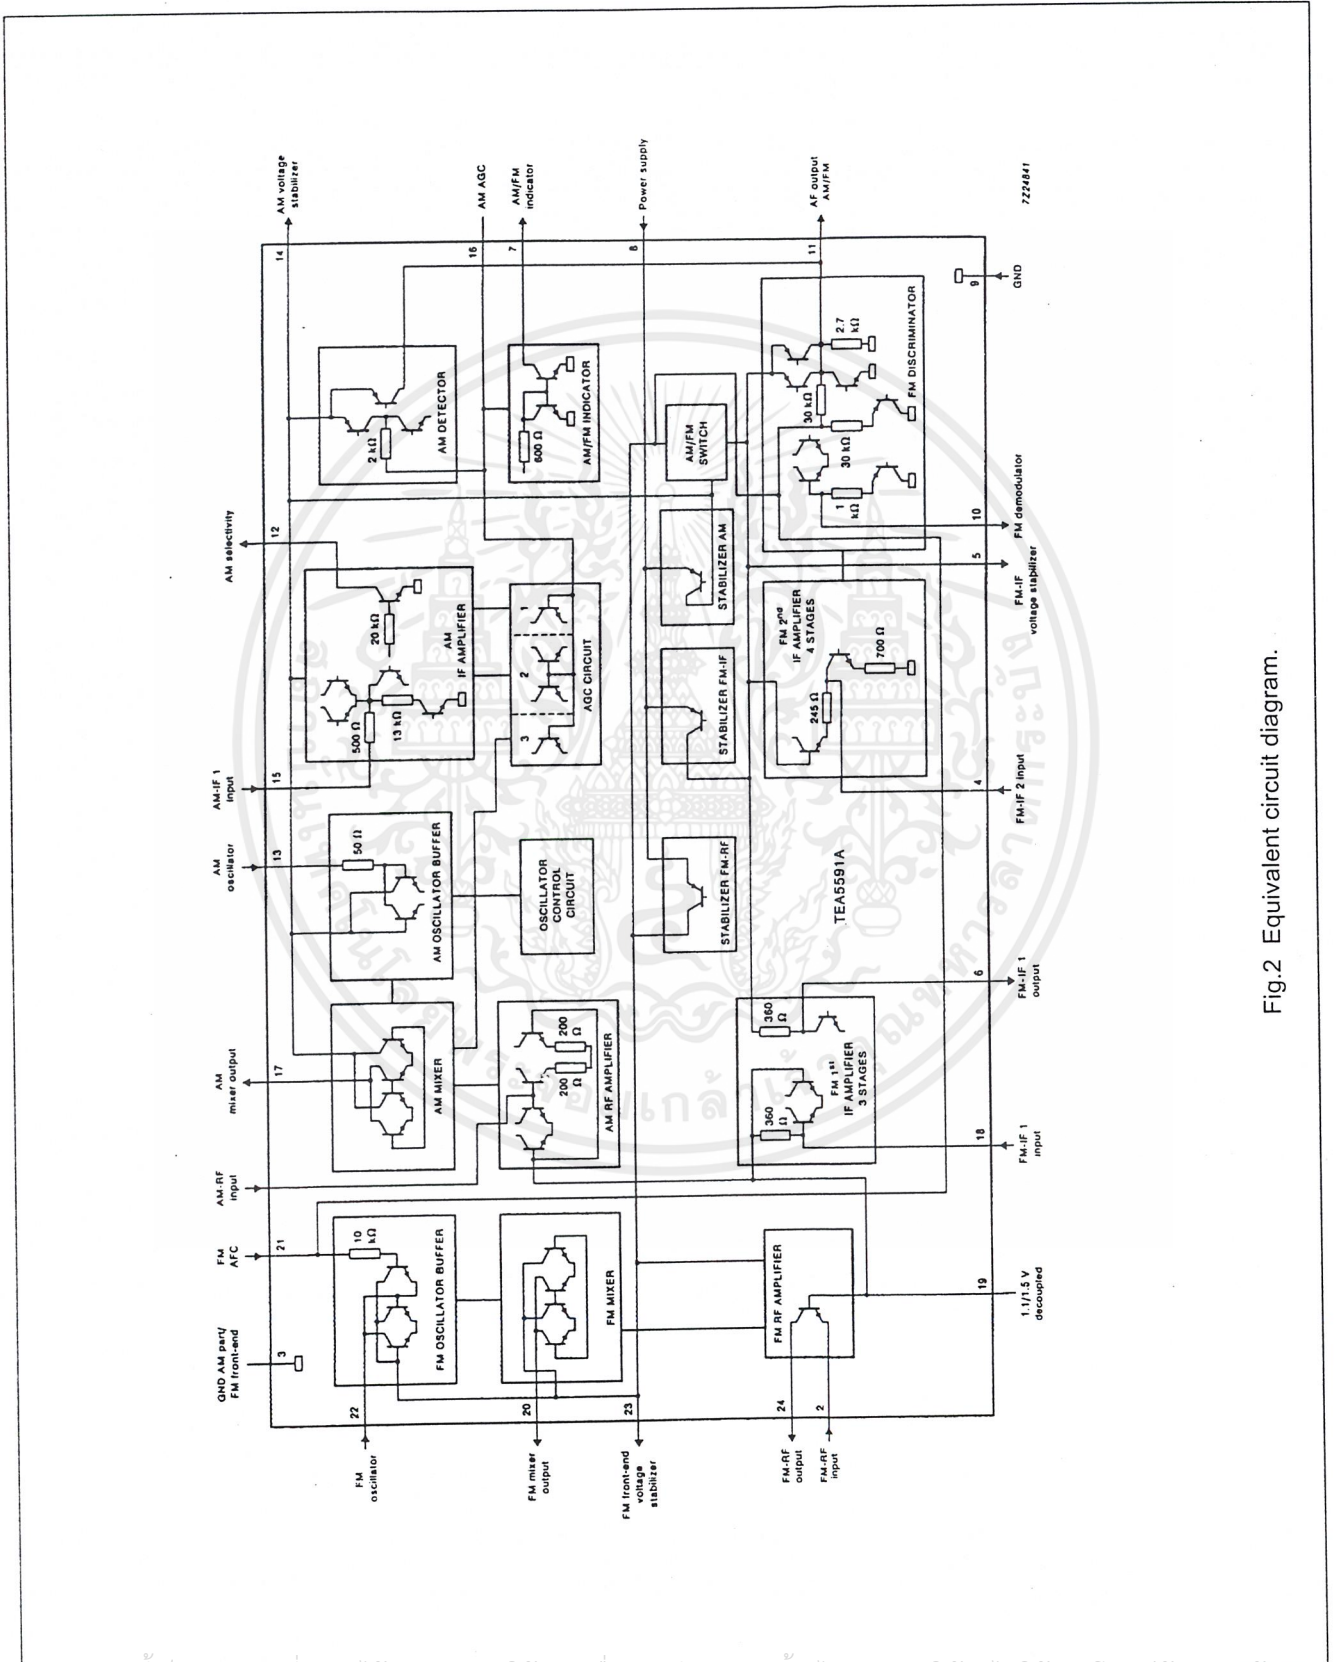 GND AM part/
FM front-end
3
FM
AFC
21
AM-RF
input
AM
mixer output
17
AM
oscillator
13
AM-IF 1
input
15
AM selectivity
12
AM voltage
stabilizer
14
22
FM
oscillator
10
kΩ
FM OSCILLATOR BUFFER
AM MIXER
50 Ω
AM OSCILLATOR BUFFER
500 Ω
13 kΩ
20 kΩ
AM
IF AMPLIFIER
2 kΩ
AM DETECTOR
16
AM AGC
20
FM mixer
output
FM MIXER
200
Ω
200
Ω
AM RF AMPLIFIER
OSCILLATOR
CONTROL
CIRCUIT
3
2
1
AGC CIRCUIT
600 Ω
AM/FM INDICATOR
7
AM/FM
indicator
23
FM front-end
voltage
stabilizer
STABILIZER FM-RF
STABILIZER FM-IF
STABILIZER AM
AM/FM
SWITCH
8
Power supply
24
FM-RF
output
2
FM-RF
input
FM RF AMPLIFIER
360
Ω
360
Ω
FM 1st
IF AMPLIFIER
3 STAGES
TEA5591A
FM 2nd
IF AMPLIFIER
4 STAGES
245 Ω
700 Ω
1
kΩ
30 kΩ
30 kΩ
2.7
kΩ
FM DISCRIMINATOR
11
AF output
AM/FM
19
1.1/1.5 V
decoupled
18
FM-IF 1
input
6
FM-IF 1
output
4
FM-IF 2 input
5
FM-IF
voltage stabilizer
10
FM demodulator
9
GND
7Z24841
Fig.2 Equivalent circuit diagram.